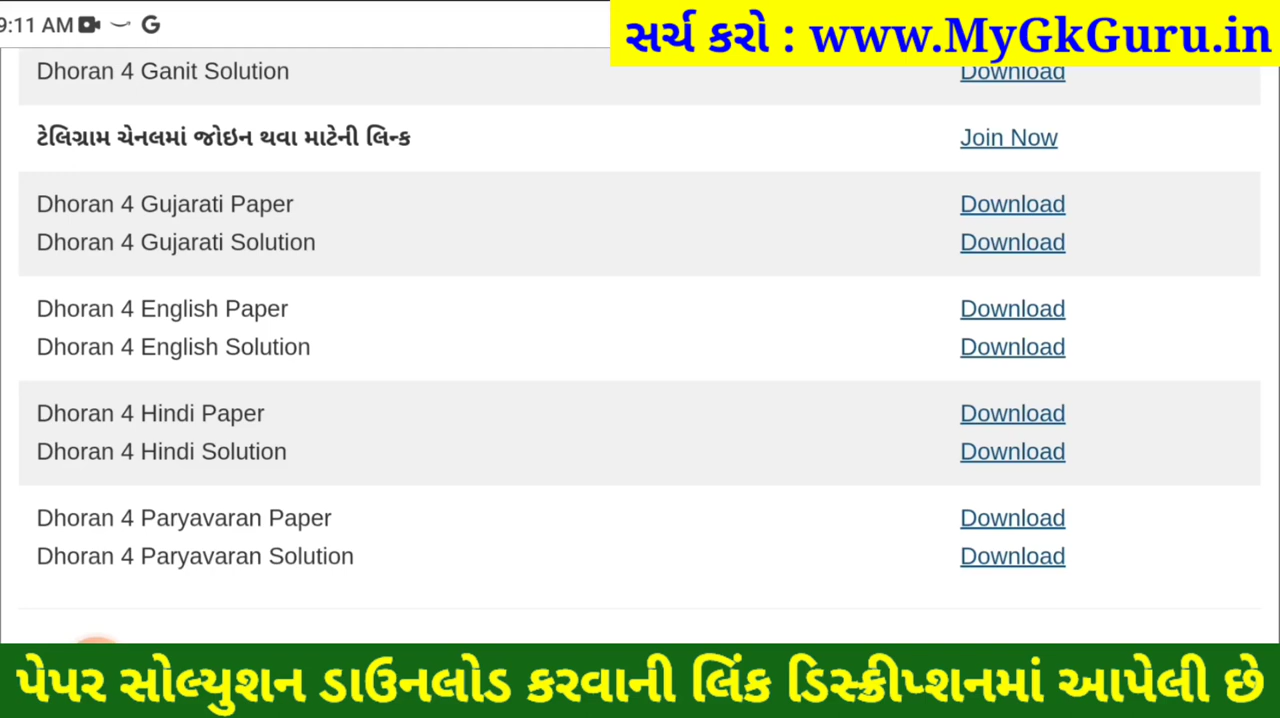 9:11 AM G
સર્ચ કરો : www.MyGkGuru.in
Dhoran 4 Ganit Solution Download
ટેલિગ્રામ ચેનલમાં જોઇન થવા માટેની લિન્ક Join Now
Dhoran 4 Gujarati Paper Download
Dhoran 4 Gujarati Solution Download
Dhoran 4 English Paper Download
Dhoran 4 English Solution Download
Dhoran 4 Hindi Paper Download
Dhoran 4 Hindi Solution Download
Dhoran 4 Paryavaran Paper Download
Dhoran 4 Paryavaran Solution Download
પેપર સોલ્યુશન ડાઉનલોડ કરવાની લિંક ડિસ્ક્રીપ્શનમાં આપેલી છે